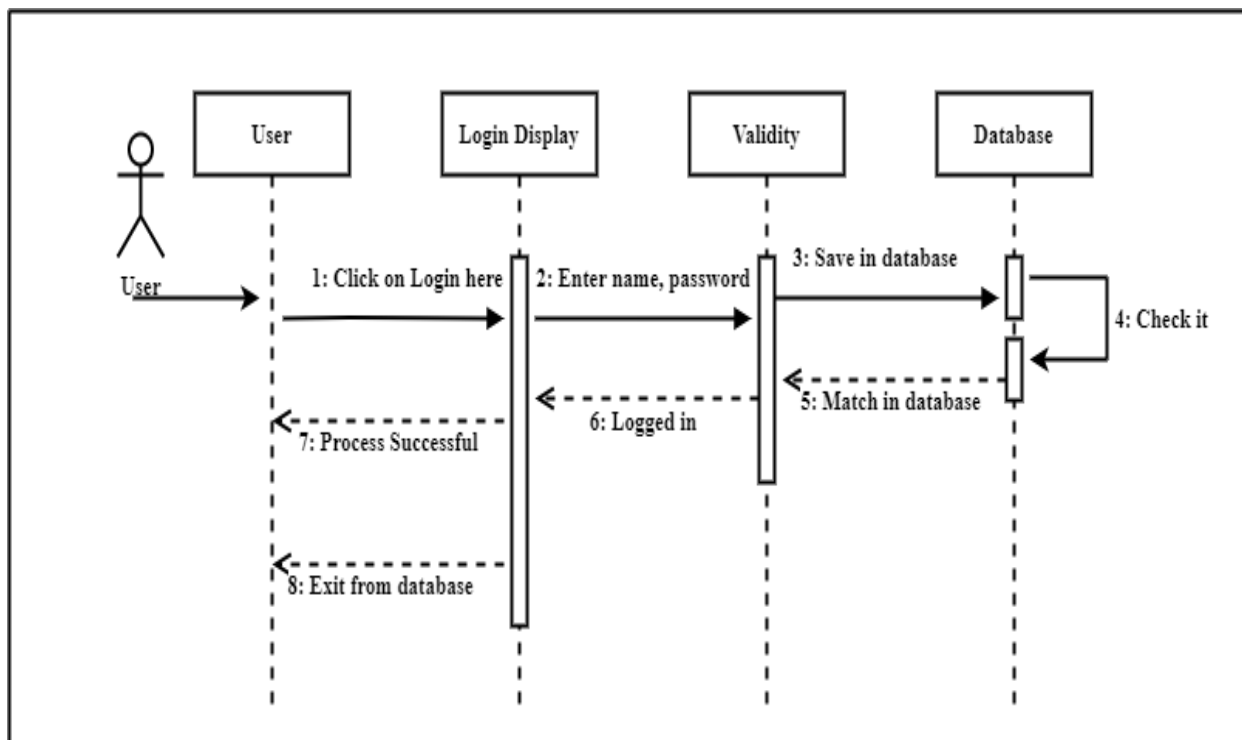 User
Login Display
Validity
Database
User
1: Click on Login here
2: Enter name, password
3: Save in database
4: Check it
5: Match in database
6: Logged in
7: Process Successful
8: Exit from database